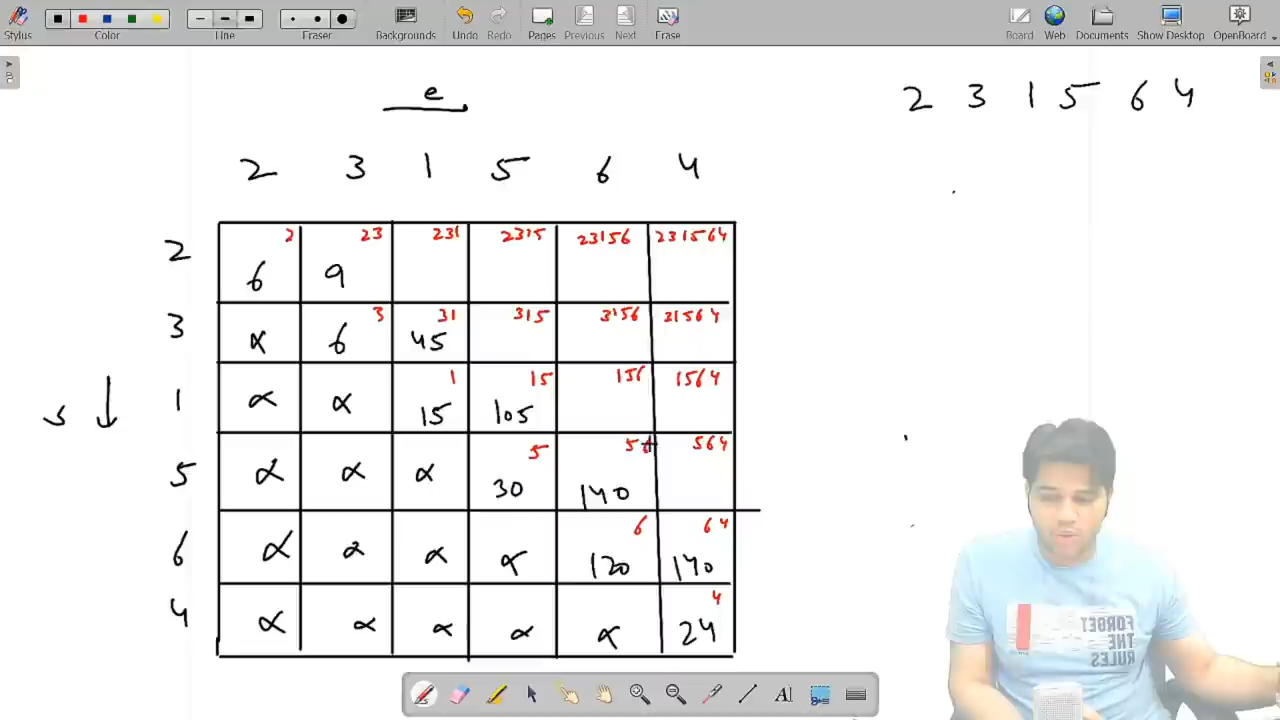 Stylus Color Line Eraser Backgrounds Undo Redo Pages Previous Next Erase Board Web Documents Show Desktop OpenBoard
e
2 3 1 5 6 4
2 3 1 5 6 4
2 23 231 2315 23156 231564
2 6 9
3 31 315 3156 31564
3 α 6 45
1 15 156 1564
s ↓ 1 α α 15 105
5 56 564
5 α α α 30 140
6 64
6 α α α α 120 140
4
4 α α α α α 24
FORGET
THE
RULES